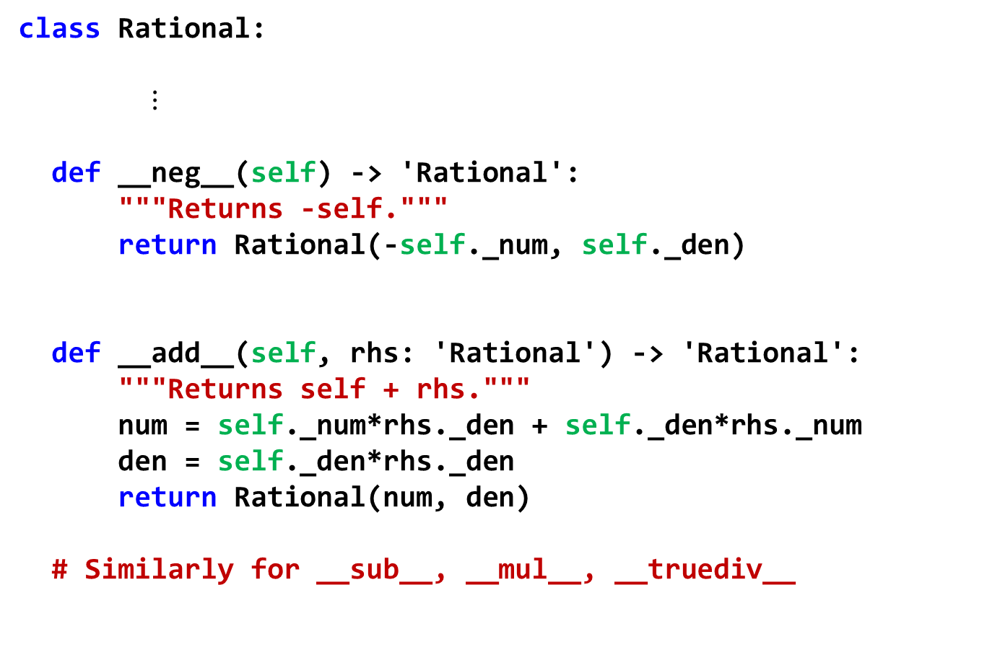 class Rational:
⋮
def __neg__(self) -> 'Rational':
"""Returns -self."""
return Rational(-self._num, self._den)
def __add__(self, rhs: 'Rational') -> 'Rational':
"""Returns self + rhs."""
num = self._num*rhs._den + self._den*rhs._num
den = self._den*rhs._den
return Rational(num, den)
# Similarly for __sub__, __mul__, __truediv__